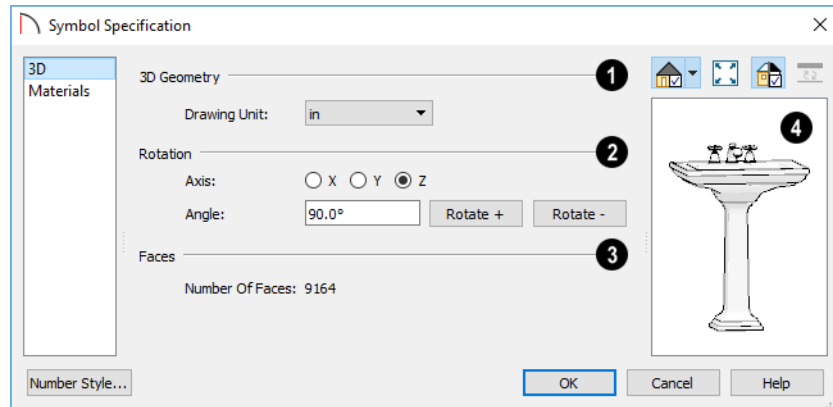 Symbol Specification
3D
Materials
3D Geometry
1
Drawing Unit: in
Rotation
2
Axis: X Y Z
Angle: 90.0° Rotate + Rotate -
Faces
3
Number Of Faces: 9164
4
Number Style...
OK Cancel Help